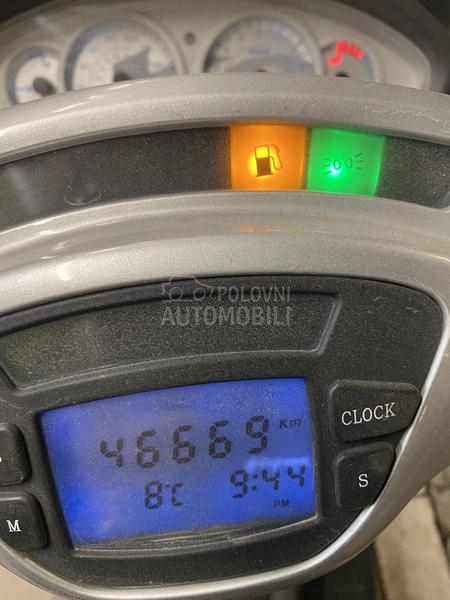 POLOVNI
AUTOMOBILI
46669 Km
8°C 9:44
PM
CLOCK
S
M